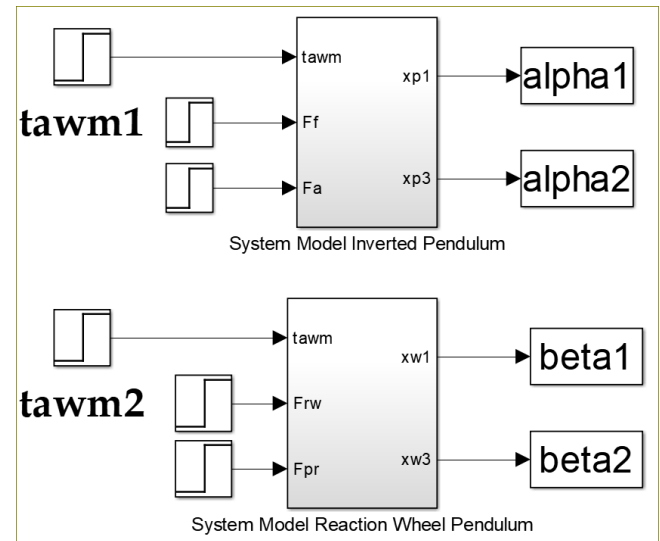 tawm
xp1
alpha1
tawm1
Ff
Fa
xp3
alpha2
System Model Inverted Pendulum
tawm
xw1
beta1
tawm2
Frw
Fpr
xw3
beta2
System Model Reaction Wheel Pendulum